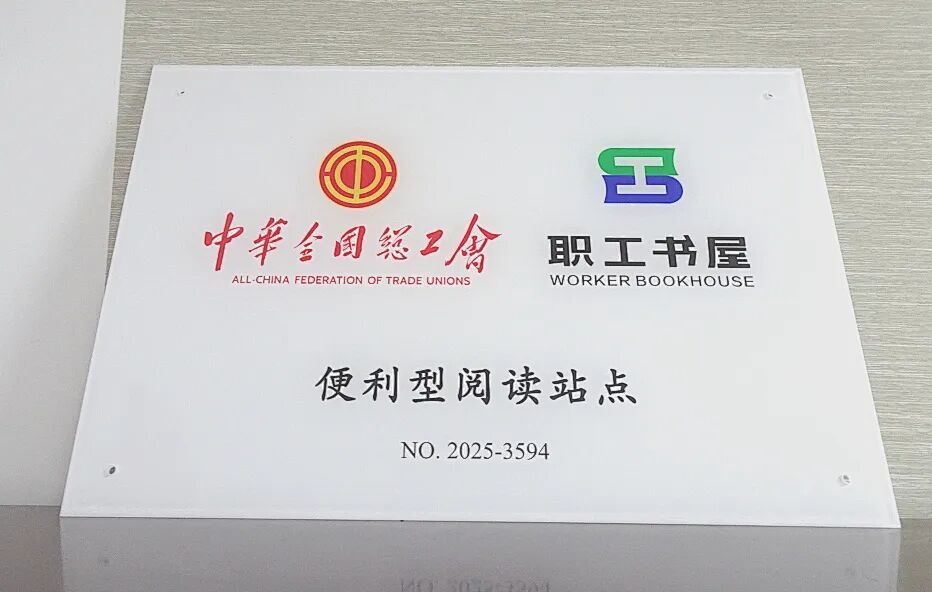 中華全国總工會
ALL-CHINA FEDERATION OF TRADE UNIONS
职工书屋
WORKER BOOKHOUSE
便利型阅读站点
NO. 2025-3594